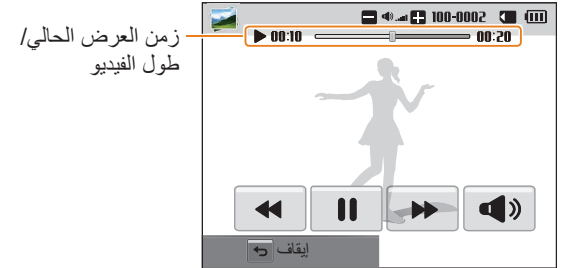 100-0002
00:10 00:20
زمن العرض الحالي/
طول الفيديو
إيقاف